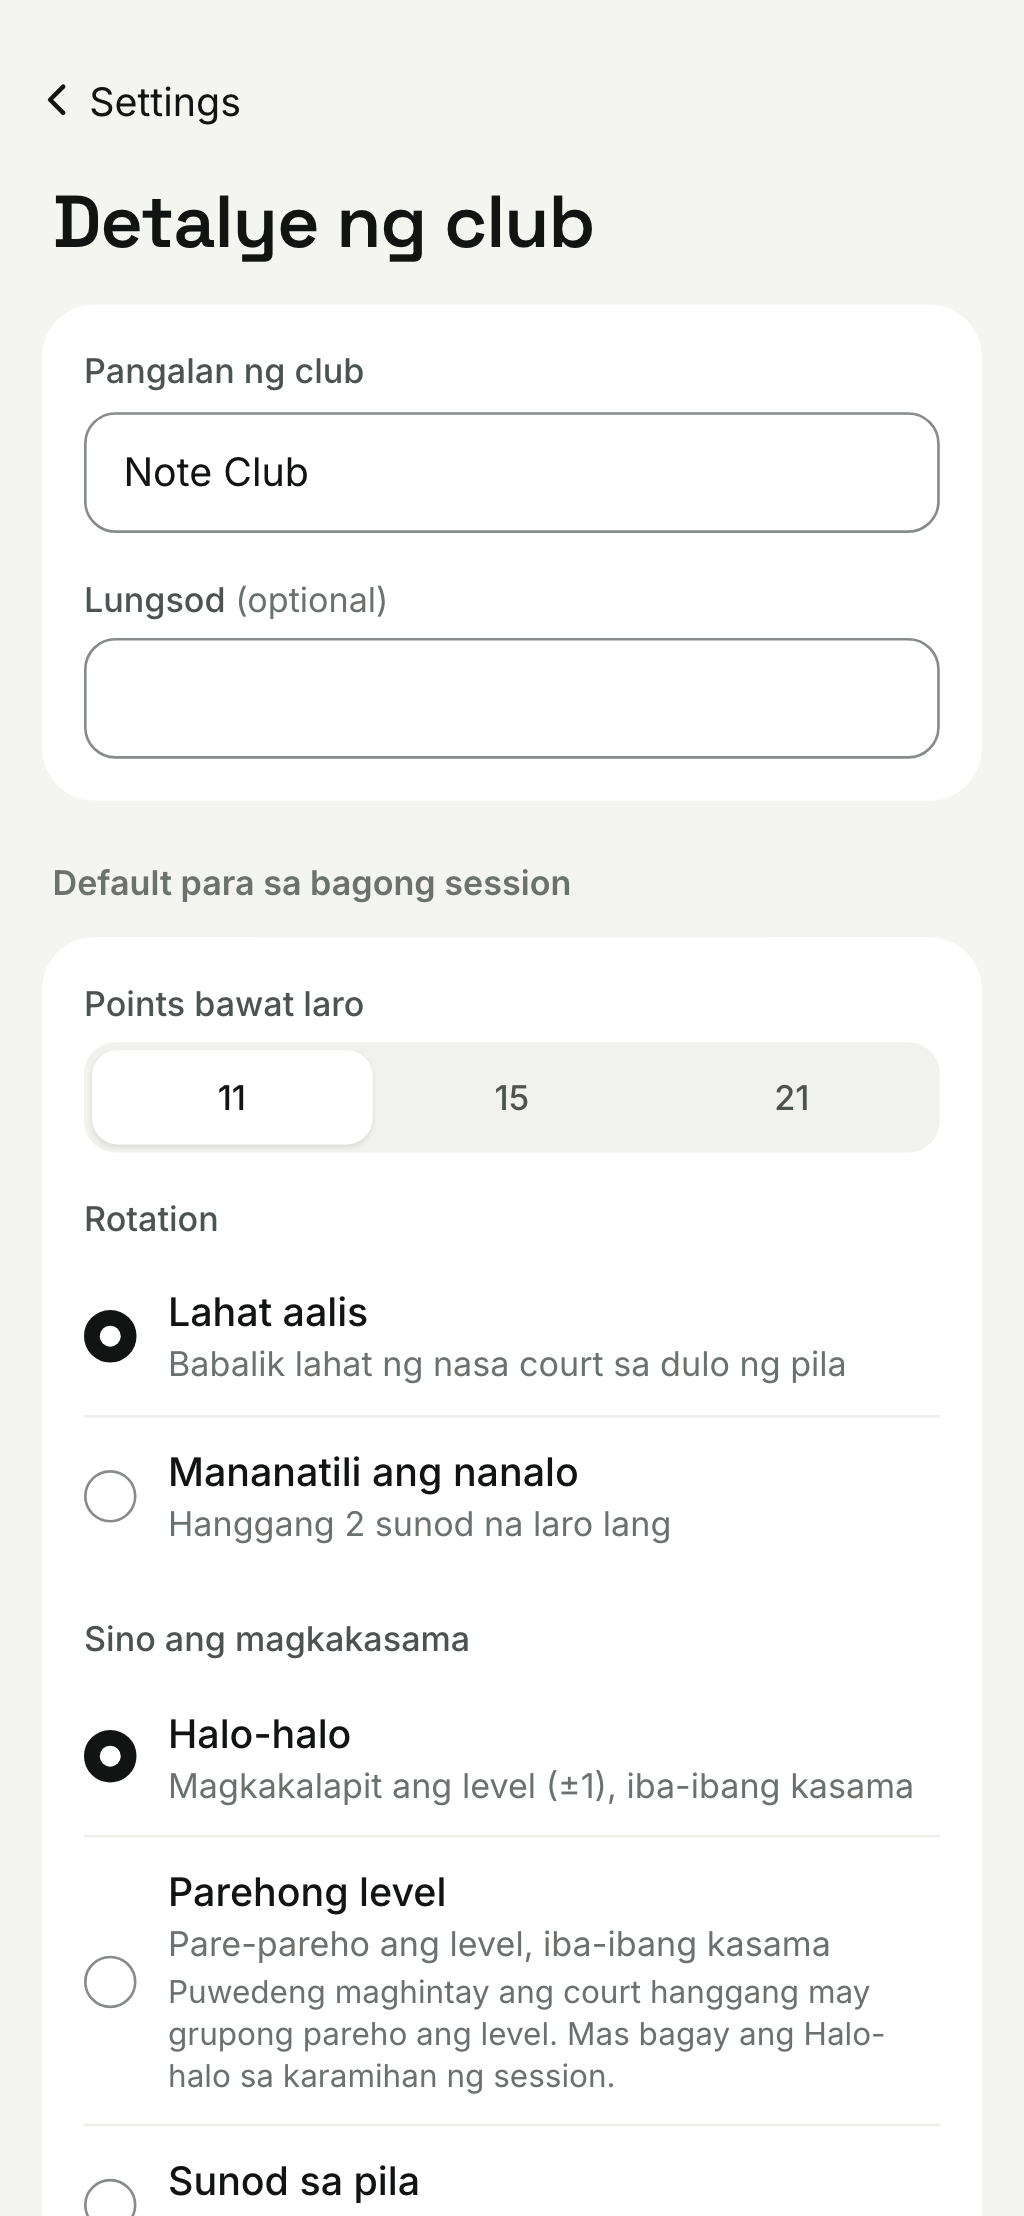 Settings
Detalye ng club
Pangalan ng club
Note Club
Lungsod (optional)
Default para sa bagong session
Points bawat laro
11 15 21
Rotation
Lahat aalis
Babalik lahat ng nasa court sa dulo ng pila
Mananatili ang nanalo
Hanggang 2 sunod na laro lang
Sino ang magkakasama
Halo-halo
Magkakalapit ang level (±1), iba-ibang kasama
Parehong level
Pare-pareho ang level, iba-ibang kasama
Puwedeng maghintay ang court hanggang may
grupong pareho ang level. Mas bagay ang Halo-
halo sa karamihan ng session.
Sunod sa pila